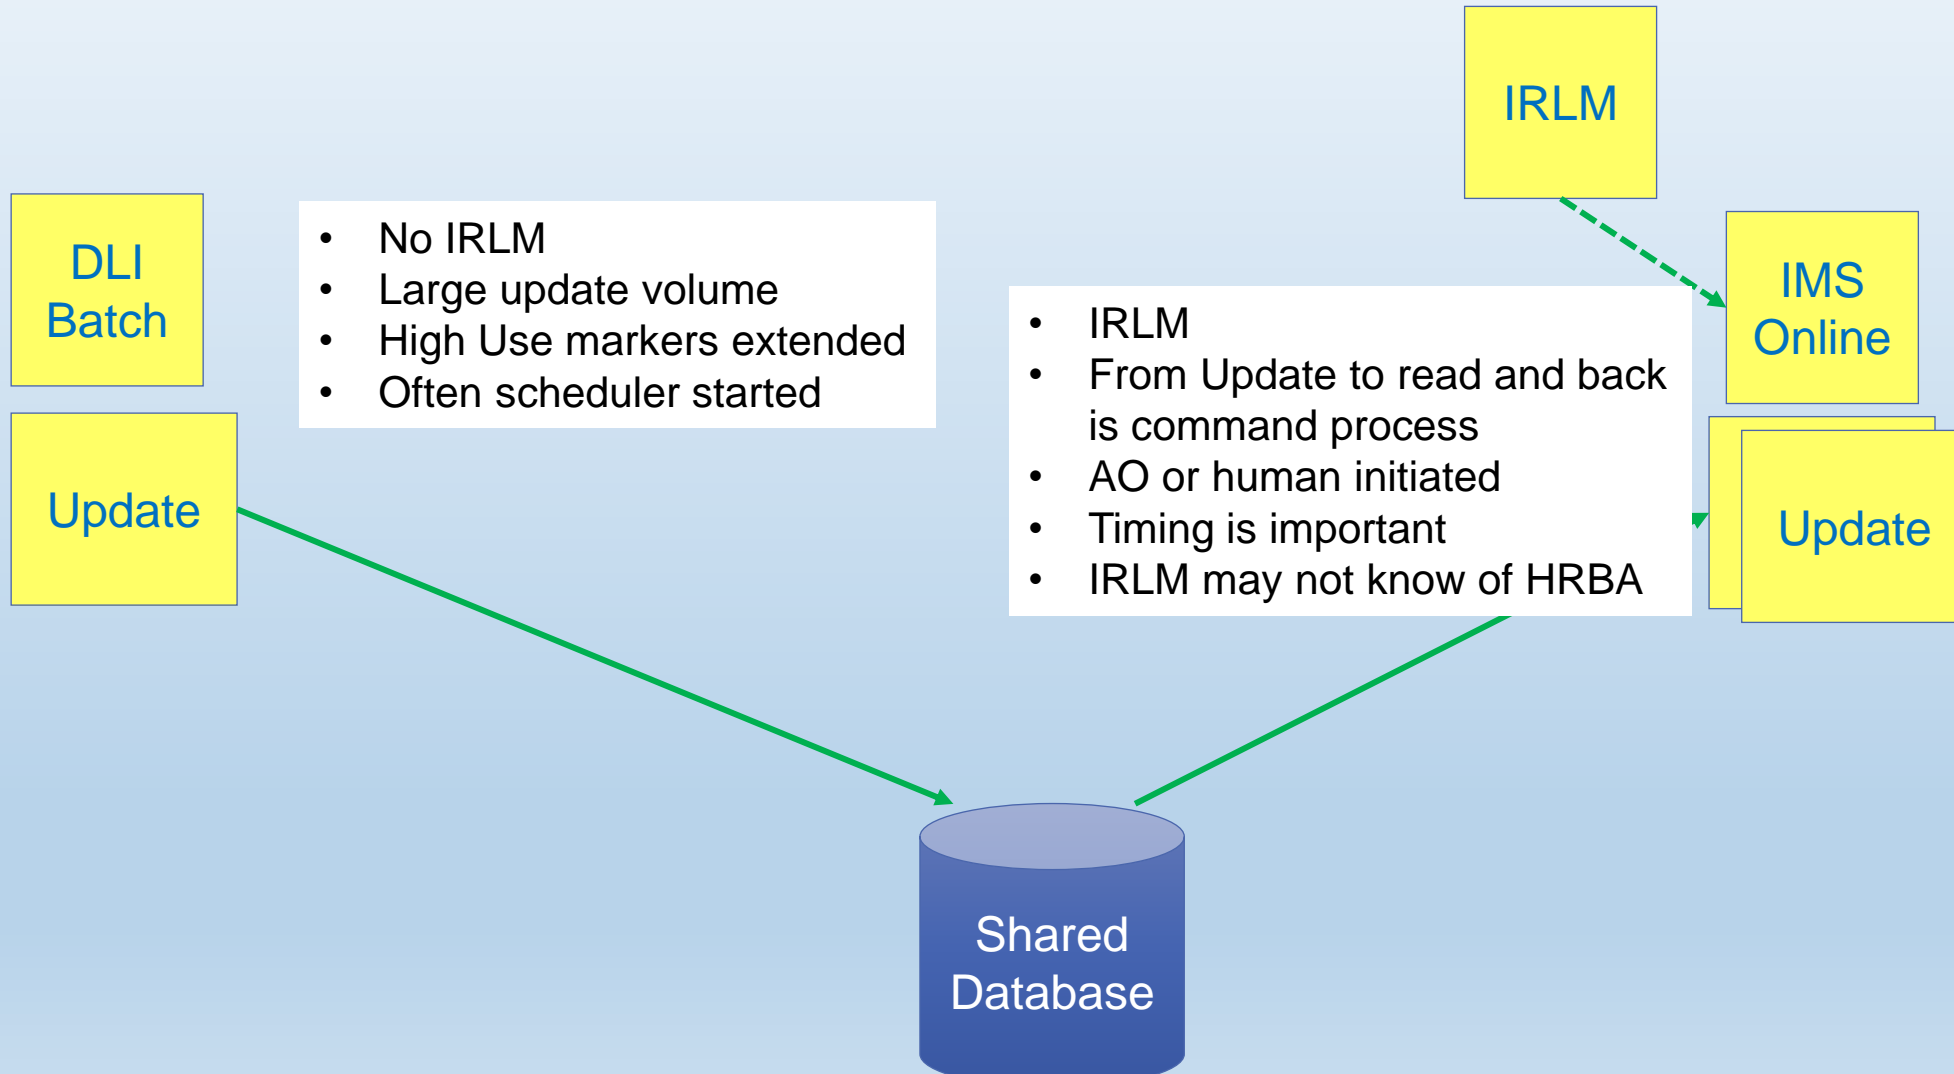 IRLM
DLI
Batch
• No IRLM
• Large update volume
• High Use markers extended
• Often scheduler started
Update
• IRLM
• From Update to read and back
is command process
• AO or human initiated
• Timing is important
• IRLM may not know of HRBA
IMS
Online
Update
Shared
Database